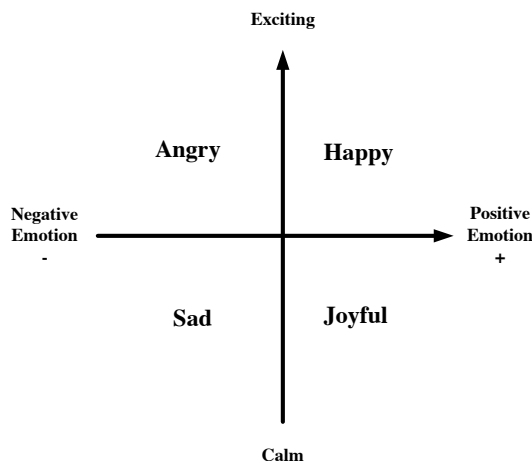 Exciting
Angry
Happy
Negative
Emotion
-
Positive
Emotion
+
Sad
Joyful
Calm